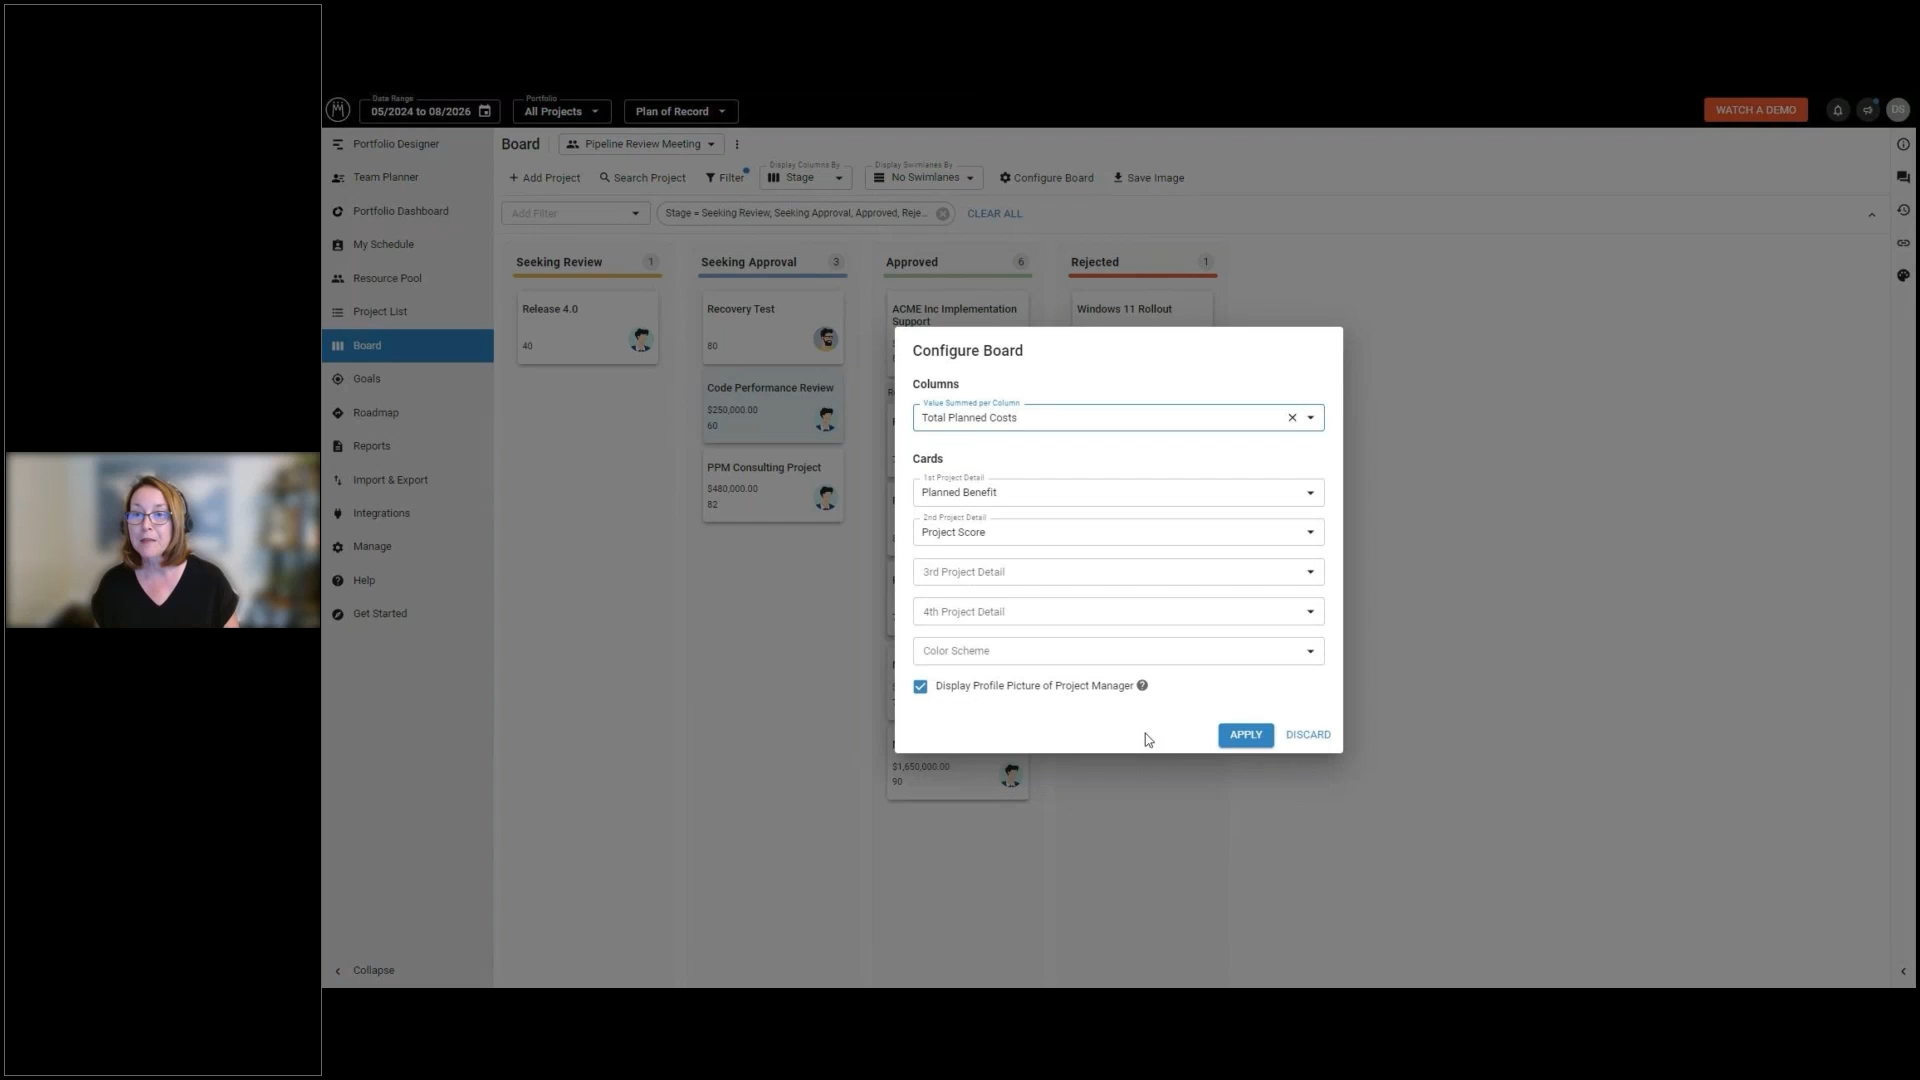 Date Range
05/2024 to 08/2026
Portfolio
All Projects
Plan of Record
WATCH A DEMO
DS
Portfolio Designer
Team Planner
Portfolio Dashboard
My Schedule
Resource Pool
Project List
Board
Goals
Roadmap
Reports
Import & Export
Integrations
Manage
Help
Get Started
Collapse
Board
Pipeline Review Meeting
+ Add Project
Search Project
Filter
Display Columns By
Stage
Display Swimlanes By
No Swimlanes
Configure Board
Save Image
Add Filter
Stage = Seeking Review, Seeking Approval, Approved, Reje...
CLEAR ALL
Seeking Review
1
Release 4.0
40
Seeking Approval
3
Recovery Test
80
Code Performance Review
$250,000.00
60
PPM Consulting Project
$480,000.00
82
Approved
6
ACME Inc Implementation
Support
$1,650,000.00
90
Rejected
1
Windows 11 Rollout
Configure Board
Columns
Value Summed per Column
Total Planned Costs
Cards
1st Project Detail
Planned Benefit
2nd Project Detail
Project Score
3rd Project Detail
4th Project Detail
Color Scheme
Display Profile Picture of Project Manager
APPLY
DISCARD